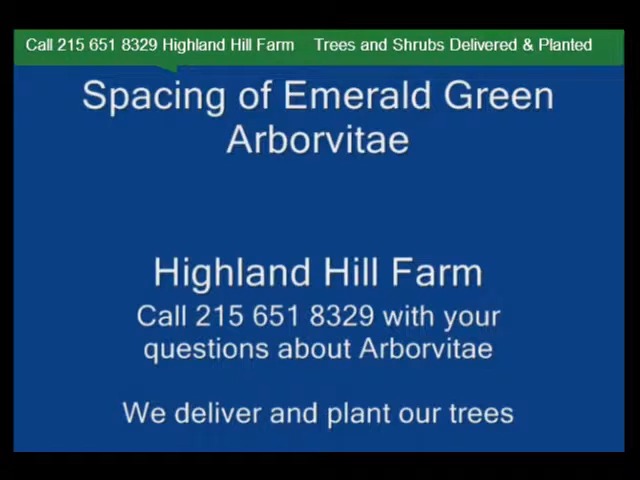 Call 215 651 8329 Highland Hill Farm Trees and Shrubs Delivered & Planted
Spacing of Emerald Green
Arborvitae
Highland Hill Farm
Call 215 651 8329 with your
questions about Arborvitae
We deliver and plant our trees